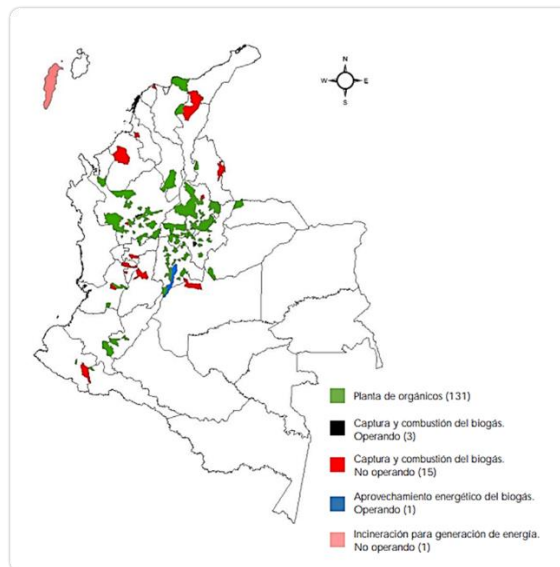 N
W E
S
Planta de orgánicos (131)
Captura y combustión del biogás.
Operando (3)
Captura y combustión del biogás.
No operando (15)
Aprovechamiento energético del biogás.
Operando (1)
Incineración para generación de energía.
No operando (1)